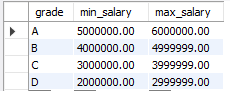 grade min_salary max_salary
A 5000000.00 6000000.00
B 4000000.00 4999999.00
C 3000000.00 3999999.00
D 2000000.00 2999999.00